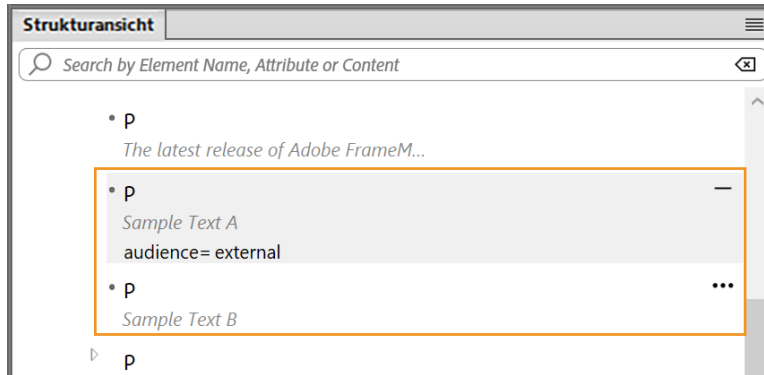 Strukturansicht
Search by Element Name, Attribute or Content
P
The latest release of Adobe FrameM...
P
Sample Text A
audience= external
P
Sample Text B
P